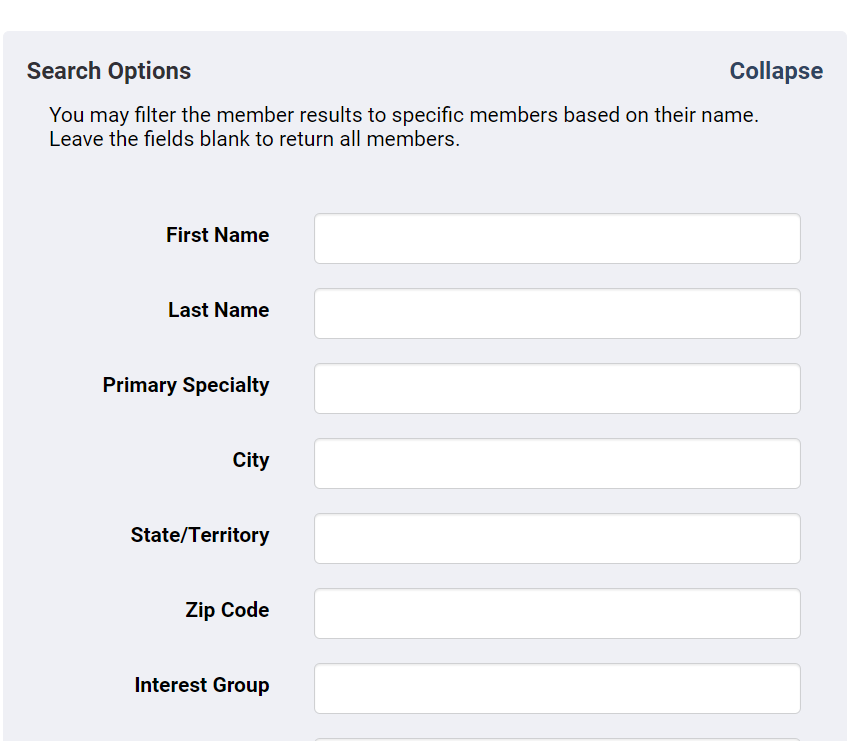 Search Options
Collapse
You may filter the member results to specific members based on their name.
Leave the fields blank to return all members.
First Name
Last Name
Primary Specialty
City
State/Territory
Zip Code
Interest Group